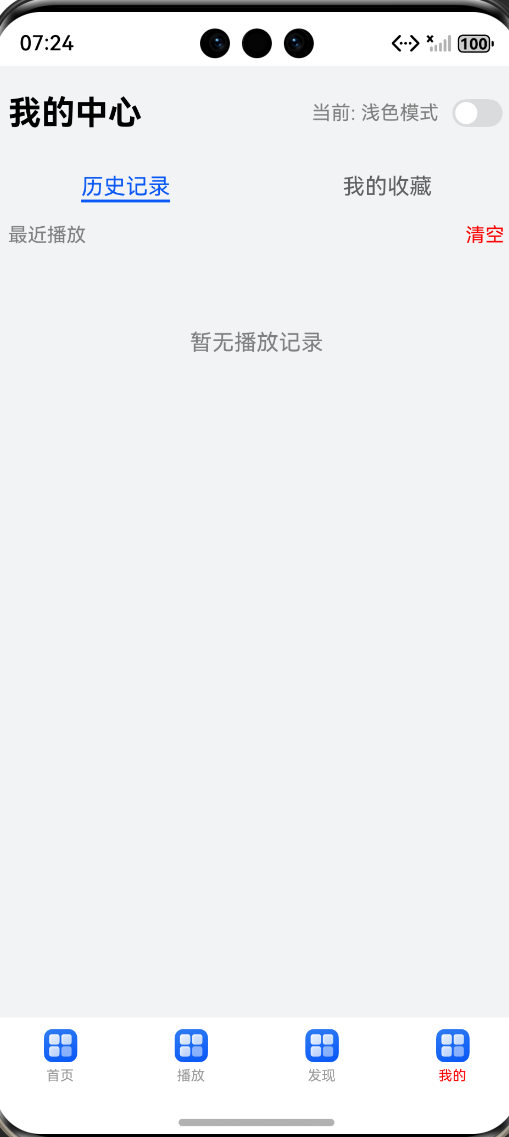 07:24 100
我的中心 当前: 浅色模式
历史记录 我的收藏
最近播放 清空
暂无播放记录
首页 播放 发现 我的